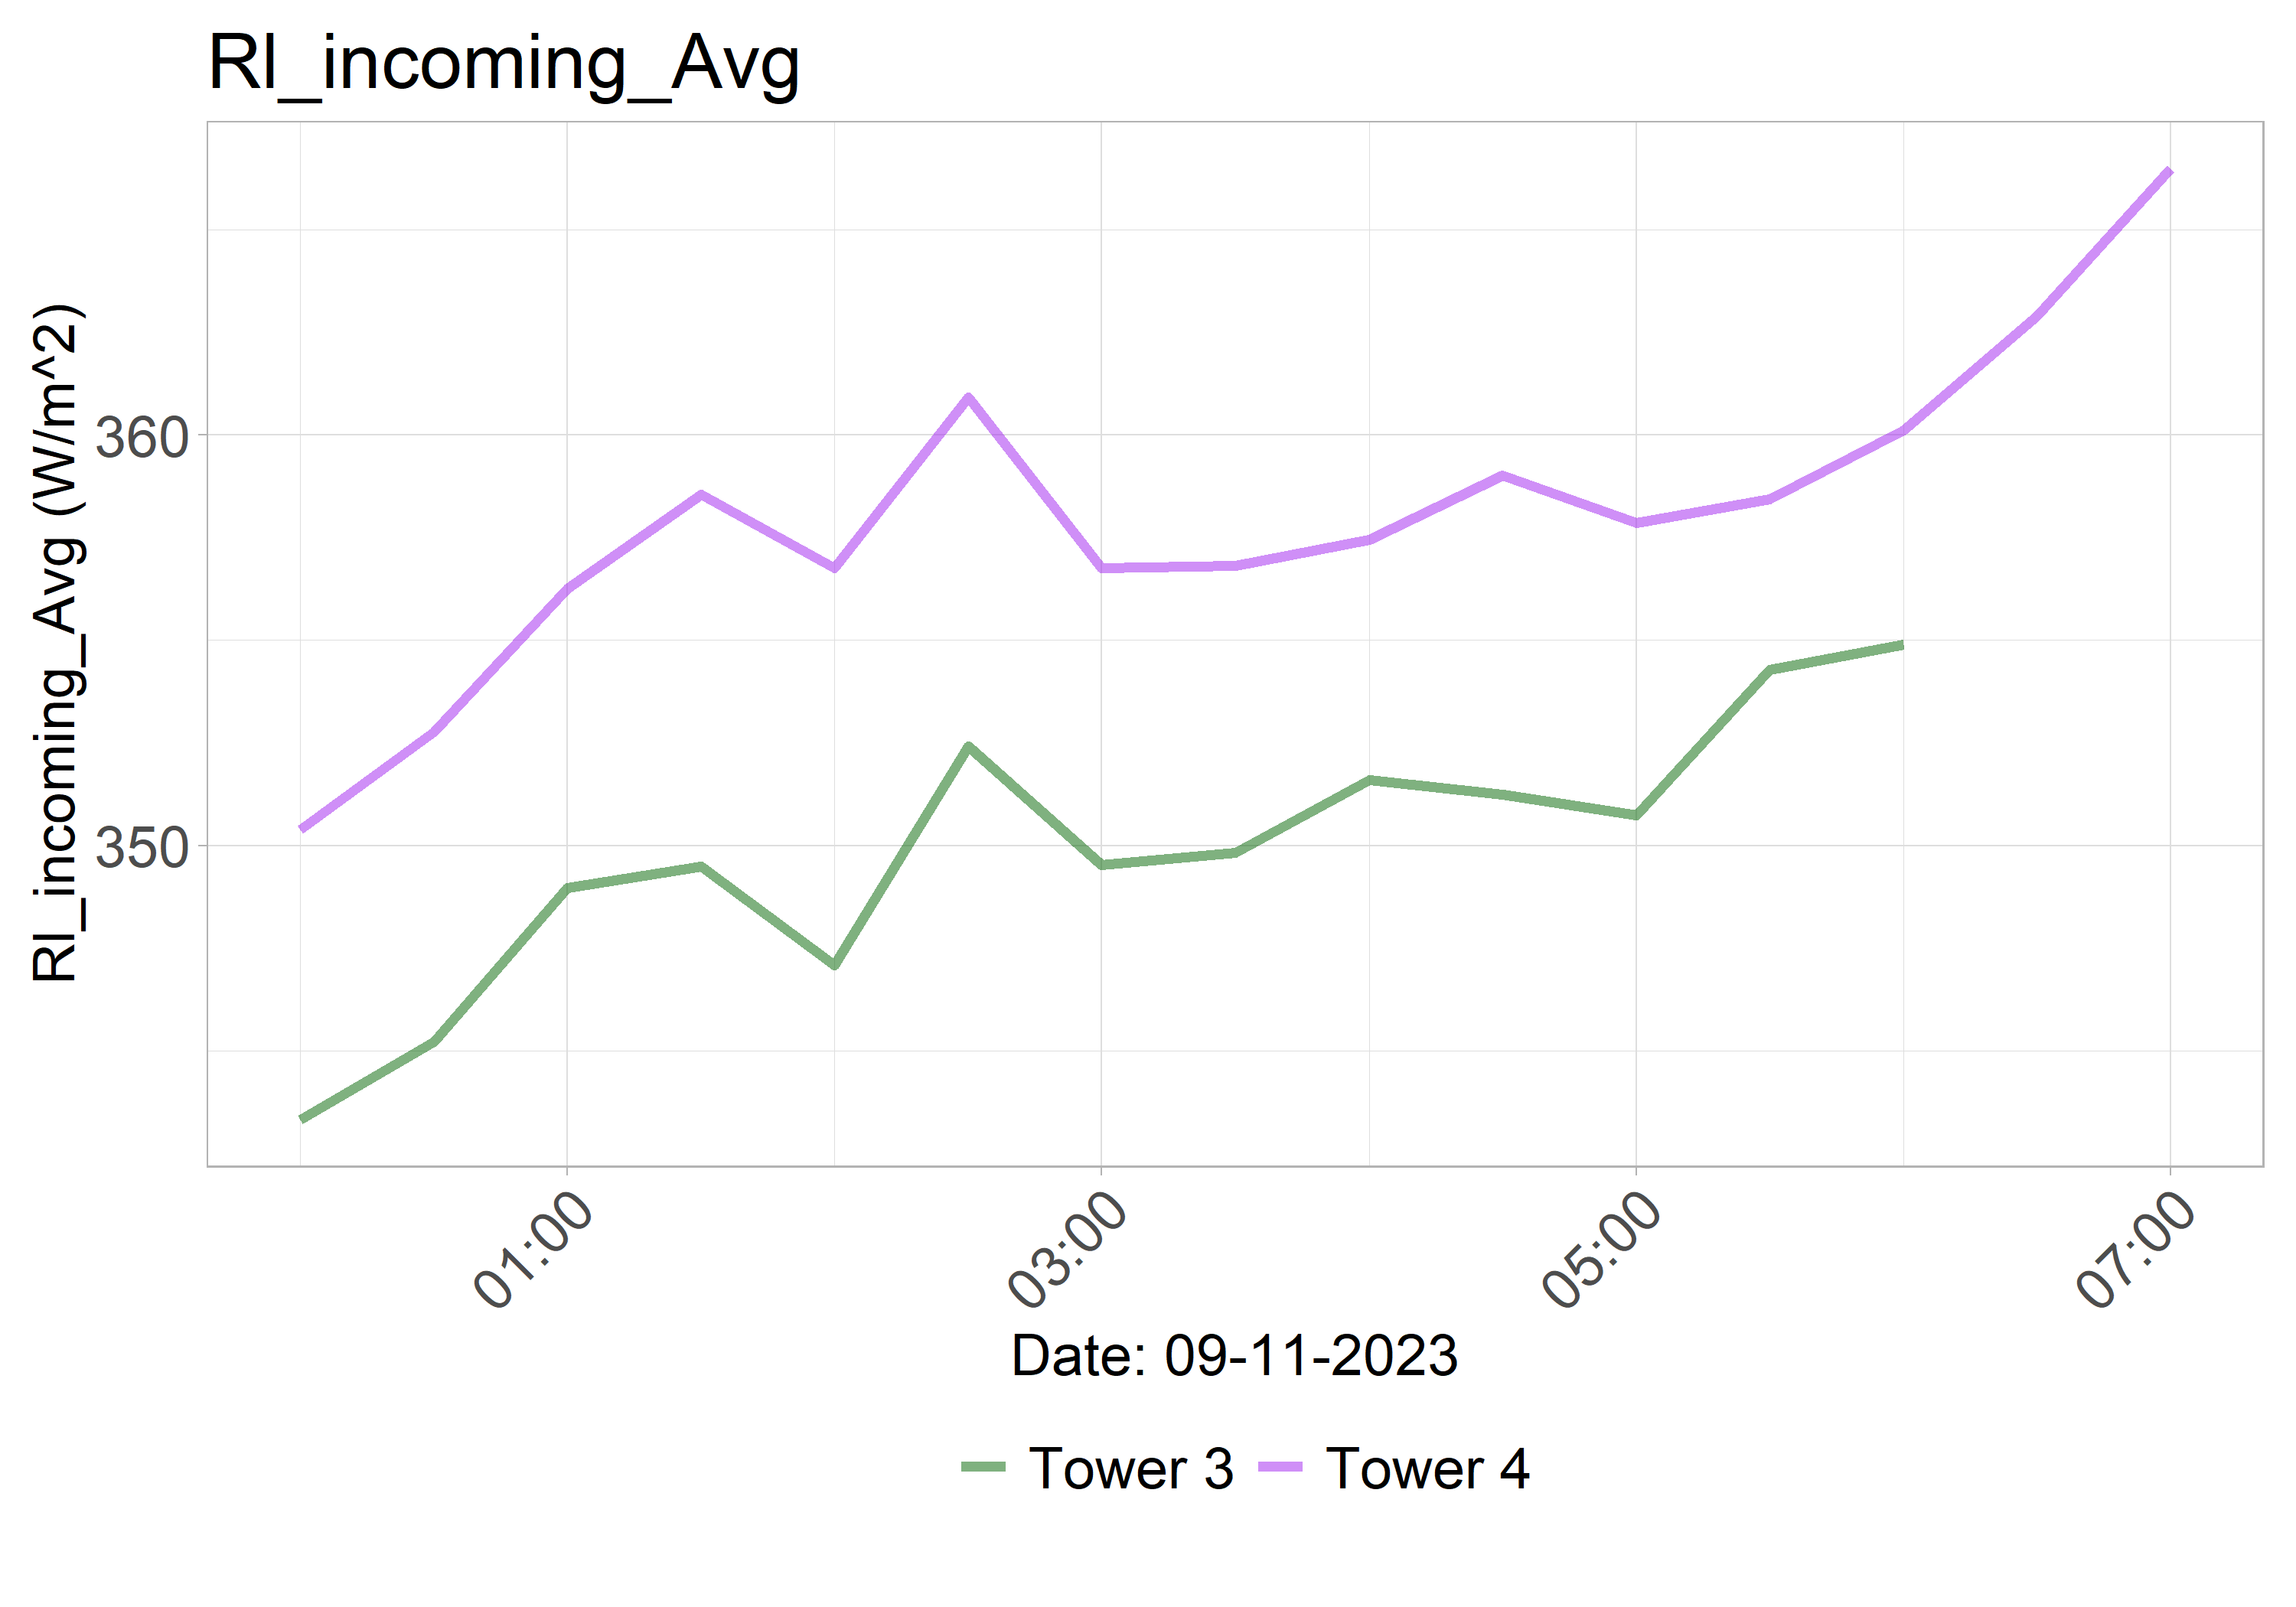 Rl_incoming_Avg
Rl_incoming_Avg (W/m^2)
360
350
01:00
03:00
05:00
07:00
Date: 09-11-2023
Tower 3
Tower 4